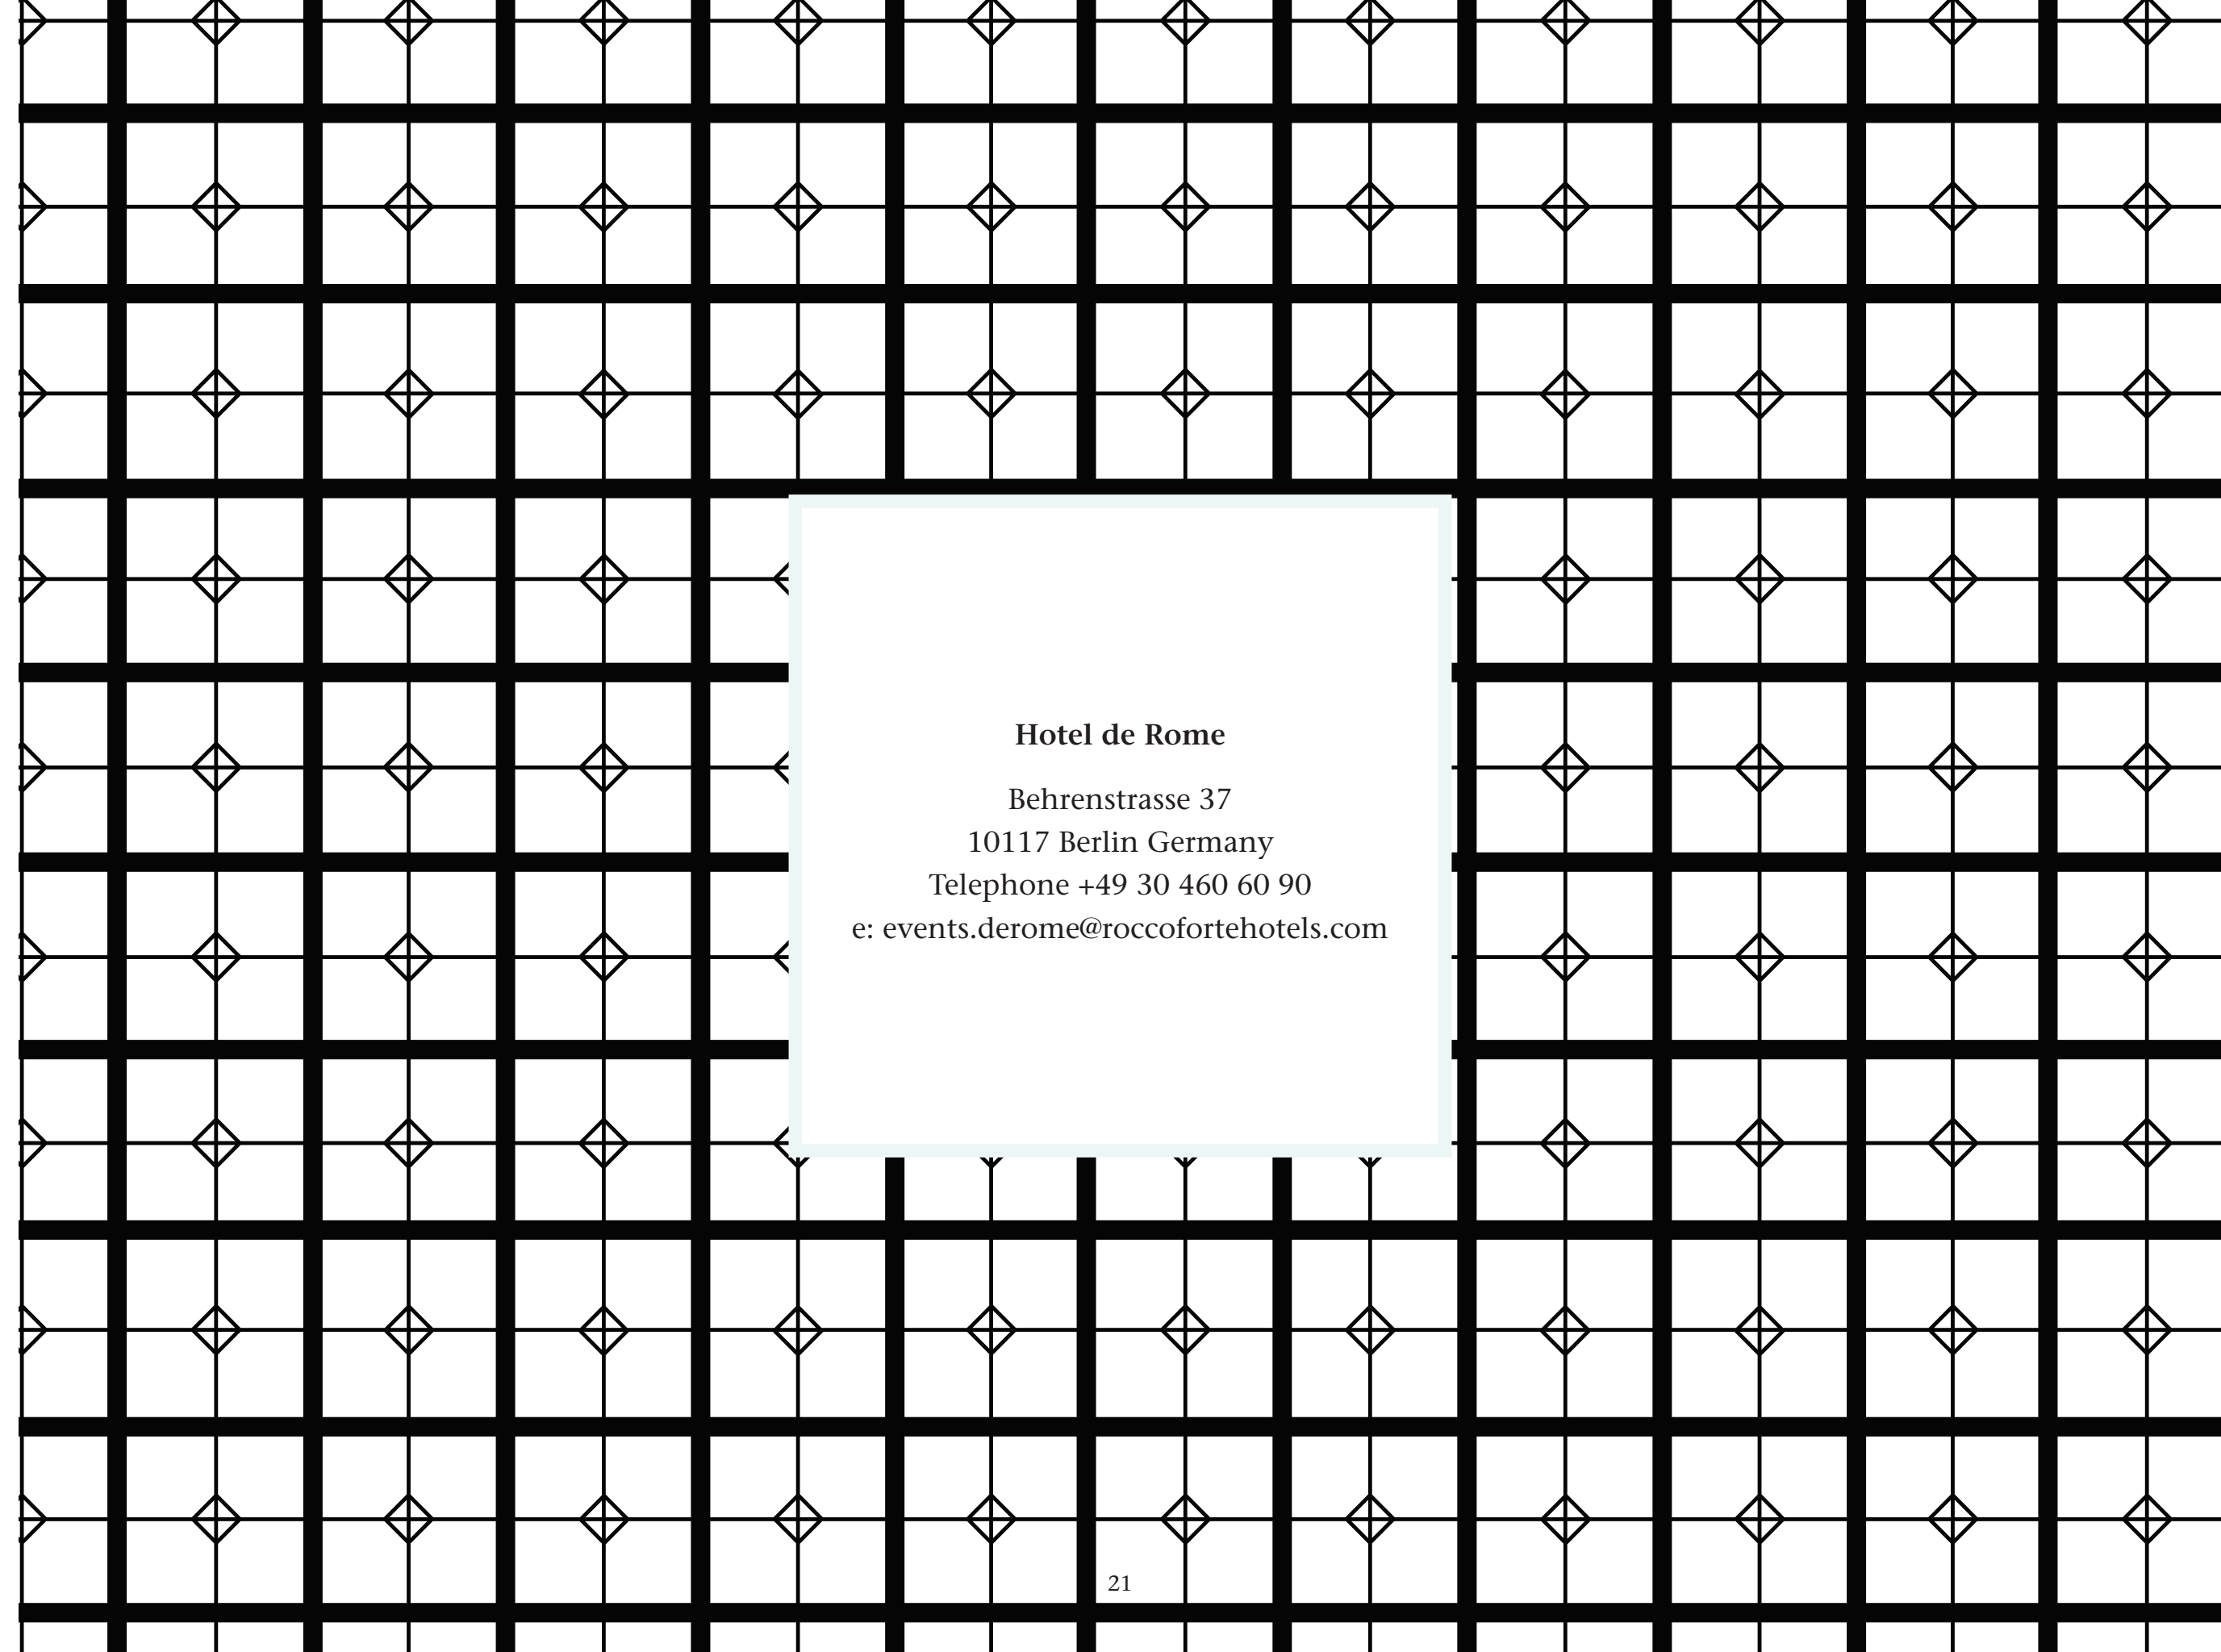 Hotel de Rome
Behrenstrasse 37
10117 Berlin Germany
Telephone +49 30 460 60 90
e: events.derome@roccofortehotels.com
21